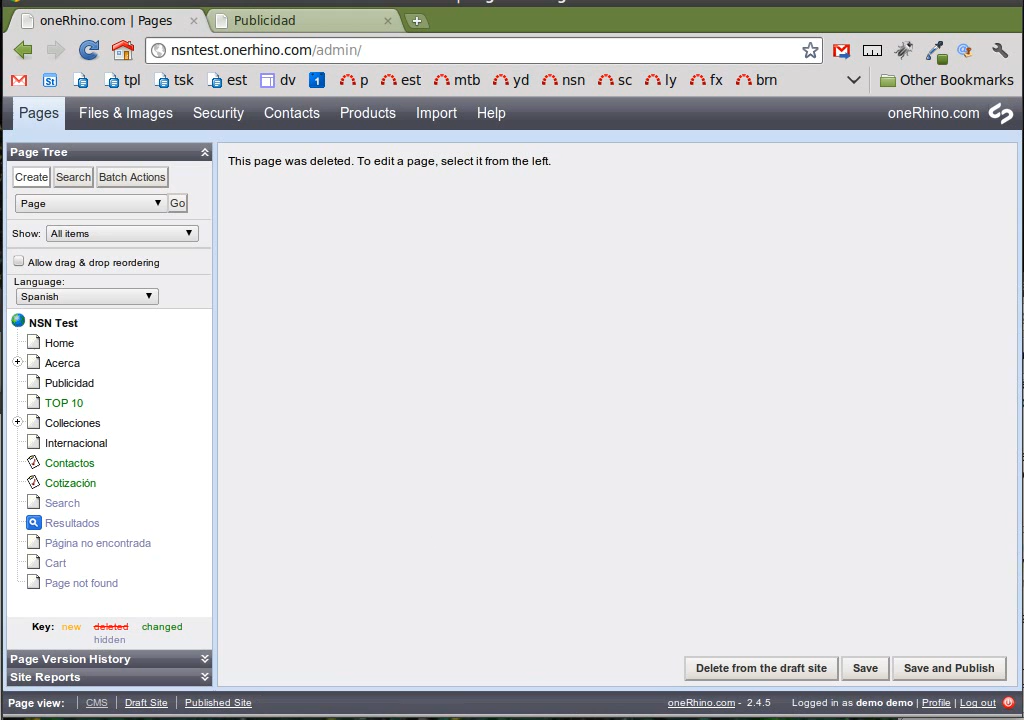 oneRhino.com | Pages
Publicidad
nsntest.onerhino.com/admin/
St tpl tsk est dv 1 p est mtb yd nsn sc ly fx brn Other Bookmarks
Pages Files & Images Security Contacts Products Import Help oneRhino.com
Page Tree
This page was deleted. To edit a page, select it from the left.
Create Search Batch Actions
Page Go
Show: All items
Allow drag & drop reordering
Language:
Spanish
NSN Test
Home
Acerca
Publicidad
TOP 10
Colleciones
Internacional
Contactos
Cotización
Search
Resultados
Página no encontrada
Cart
Page not found
Key: new deleted changed
hidden
Page Version History
Site Reports
Delete from the draft site Save Save and Publish
Page view: CMS Draft Site Published Site oneRhino.com - 2.4.5 Logged in as demo demo | Profile | Log out